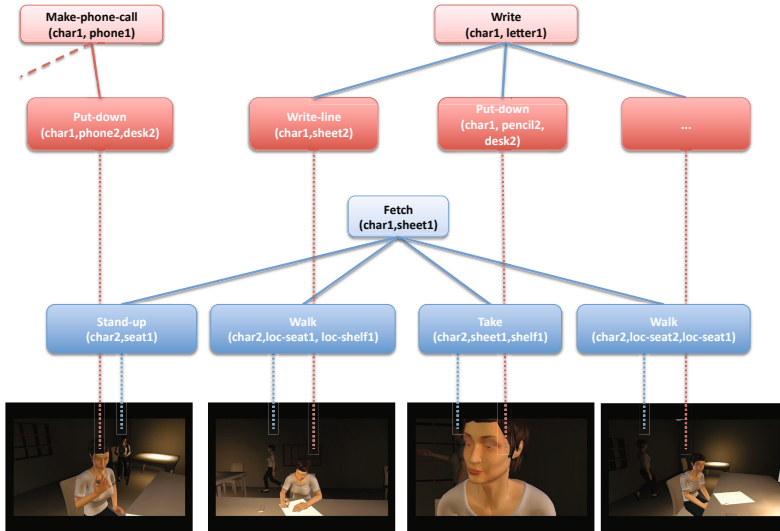 Make-phone-call
(char1, phone1)
Write
(char1, letter1)
Put-down
(char1,phone2,desk2)
Write-line
(char1,sheet2)
Put-down
(char1, pencil2,
desk2)
...
Fetch
(char1,sheet1)
Stand-up
(char2,seat1)
Walk
(char2,loc-seat1, loc-shelf1)
Take
(char2,sheet1,shelf1)
Walk
(char2,loc-seat2,loc-seat1)